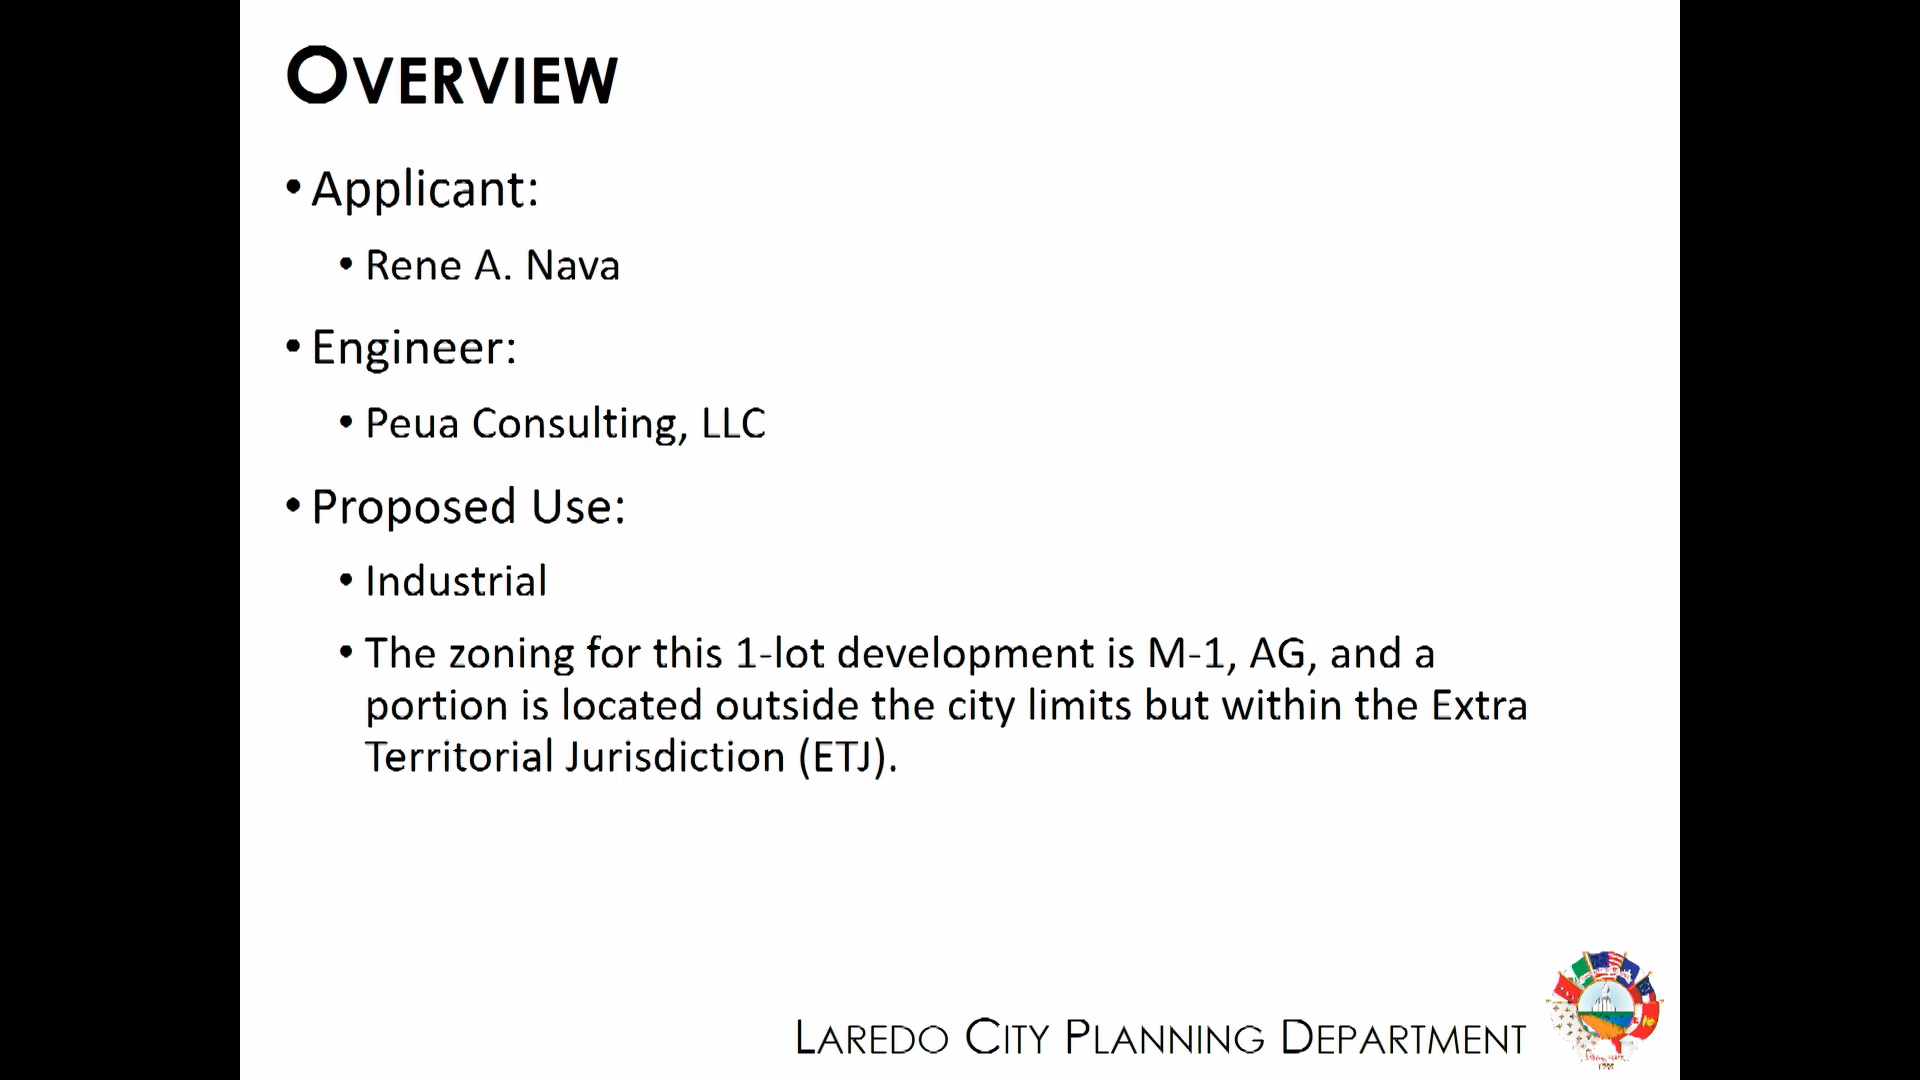 OVERVIEW
• Applicant:
• Rene A. Nava
• Engineer:
• Peua Consulting, LLC
• Proposed Use:
• Industrial
• The zoning for this 1-lot development is M-1, AG, and a
portion is located outside the city limits but within the Extra
Territorial Jurisdiction (ETJ).
LAREDO CITY PLANNING DEPARTMENT